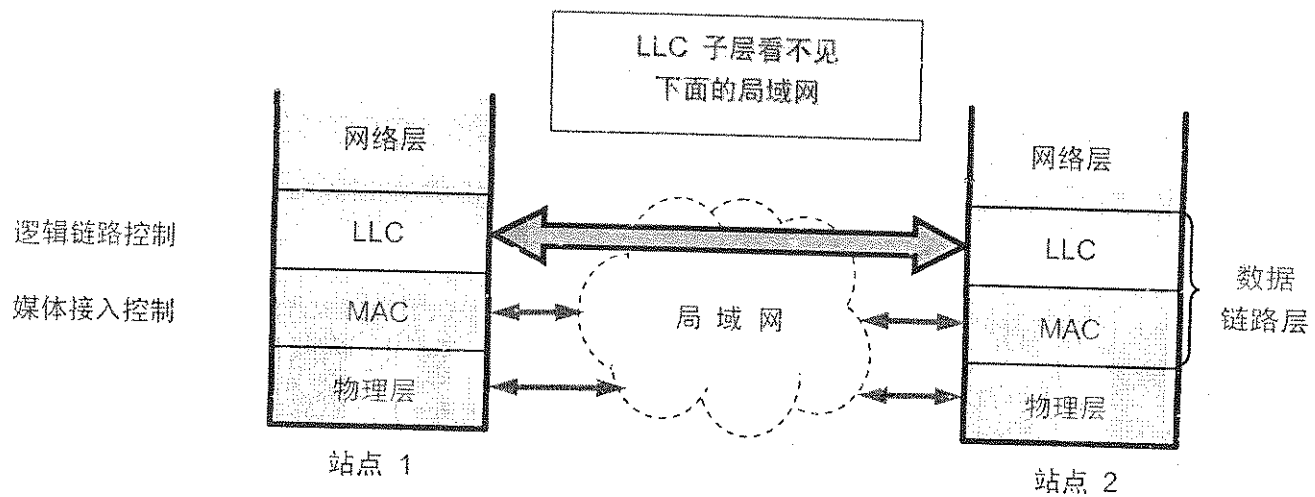 LLC 子层看不见
下面的局域网
网络层
网络层
逻辑链路控制
LLC
LLC
数据
链路层
媒体接入控制
MAC
局域网
MAC
物理层
物理层
站点 1
站点 2